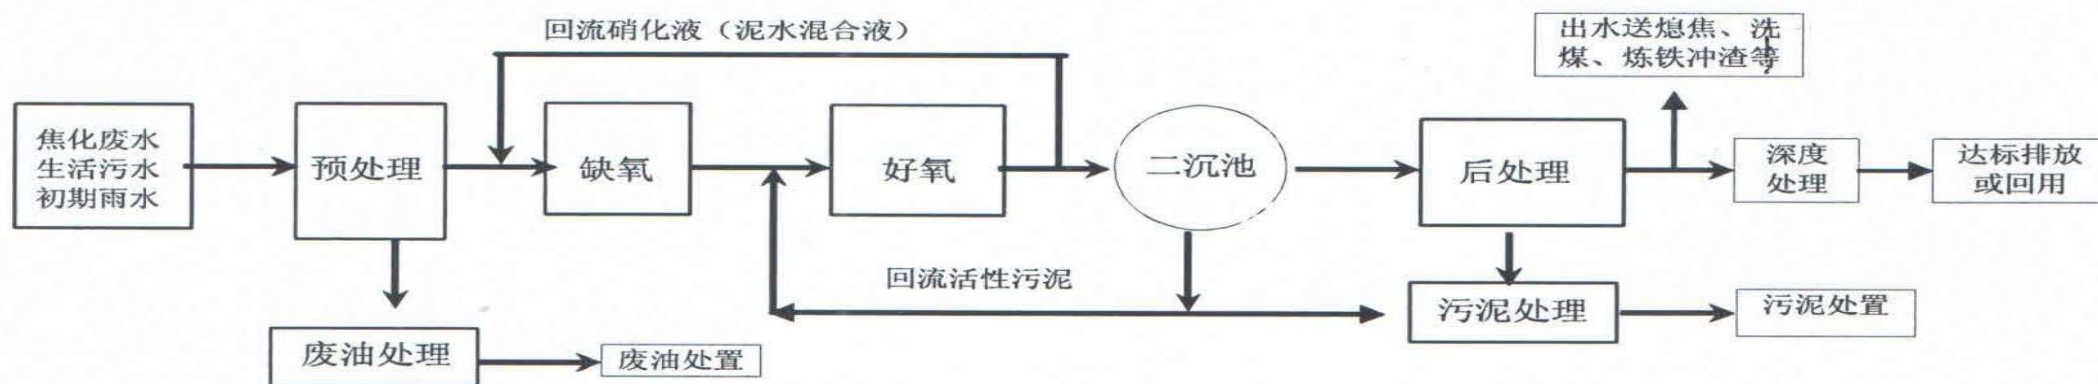 回流硝化液（泥水混合液）
出水送熄焦、洗
煤、炼铁冲渣等
焦化废水
生活污水
初期雨水
预处理
缺氧
好氧
二沉池
后处理
深度
处理
达标排放
或回用
回流活性污泥
污泥处理
污泥处置
废油处理
废油处置